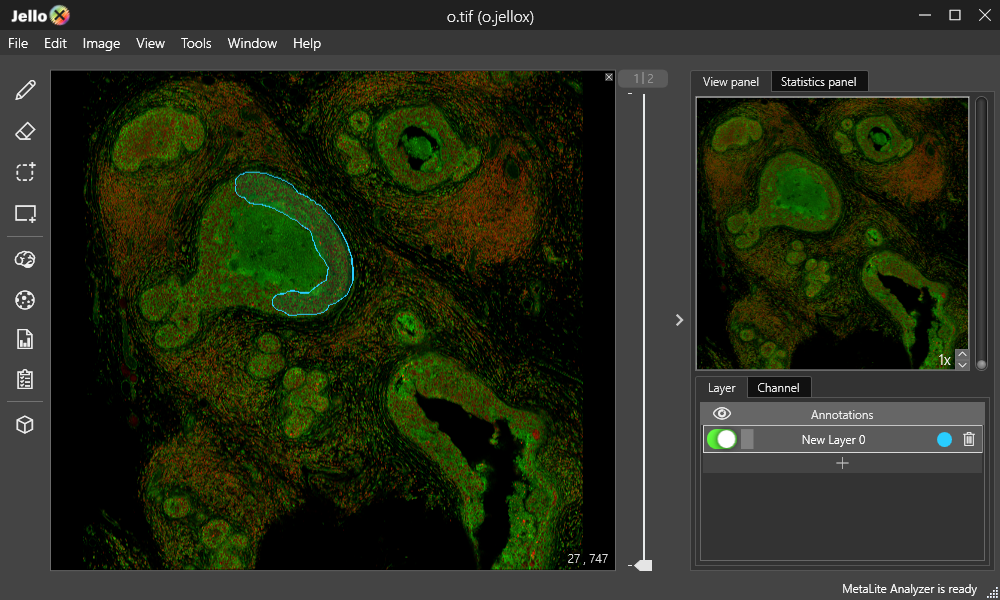 Jello X
o.tif (o.jellox)
File Edit Image View Tools Window Help
1|2
View panel Statistics panel
1x
Layer Channel
Annotations
New Layer 0
27 , 747
MetaLite Analyzer is ready